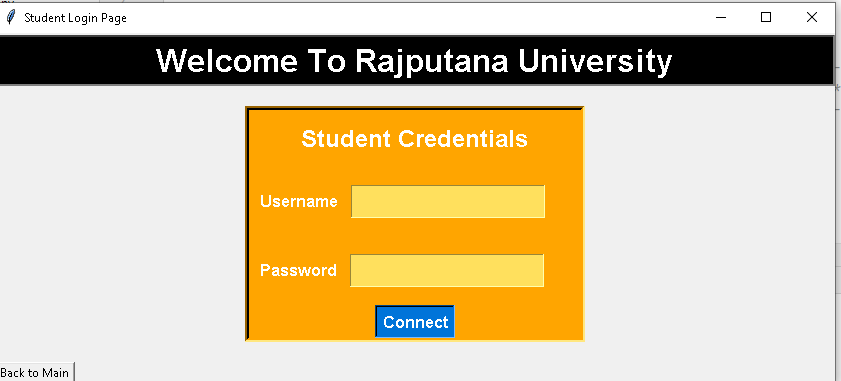 Student Login Page
Welcome To Rajputana University
Student Credentials
Username
Password
Connect
Back to Main